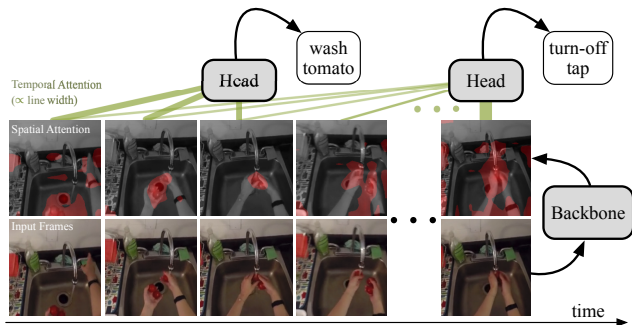 wash
tomato
turn-off
tap
Head
Head
Temporal Attention
(∝ line width)
Spatial Attention
Input Frames
Backbone
time